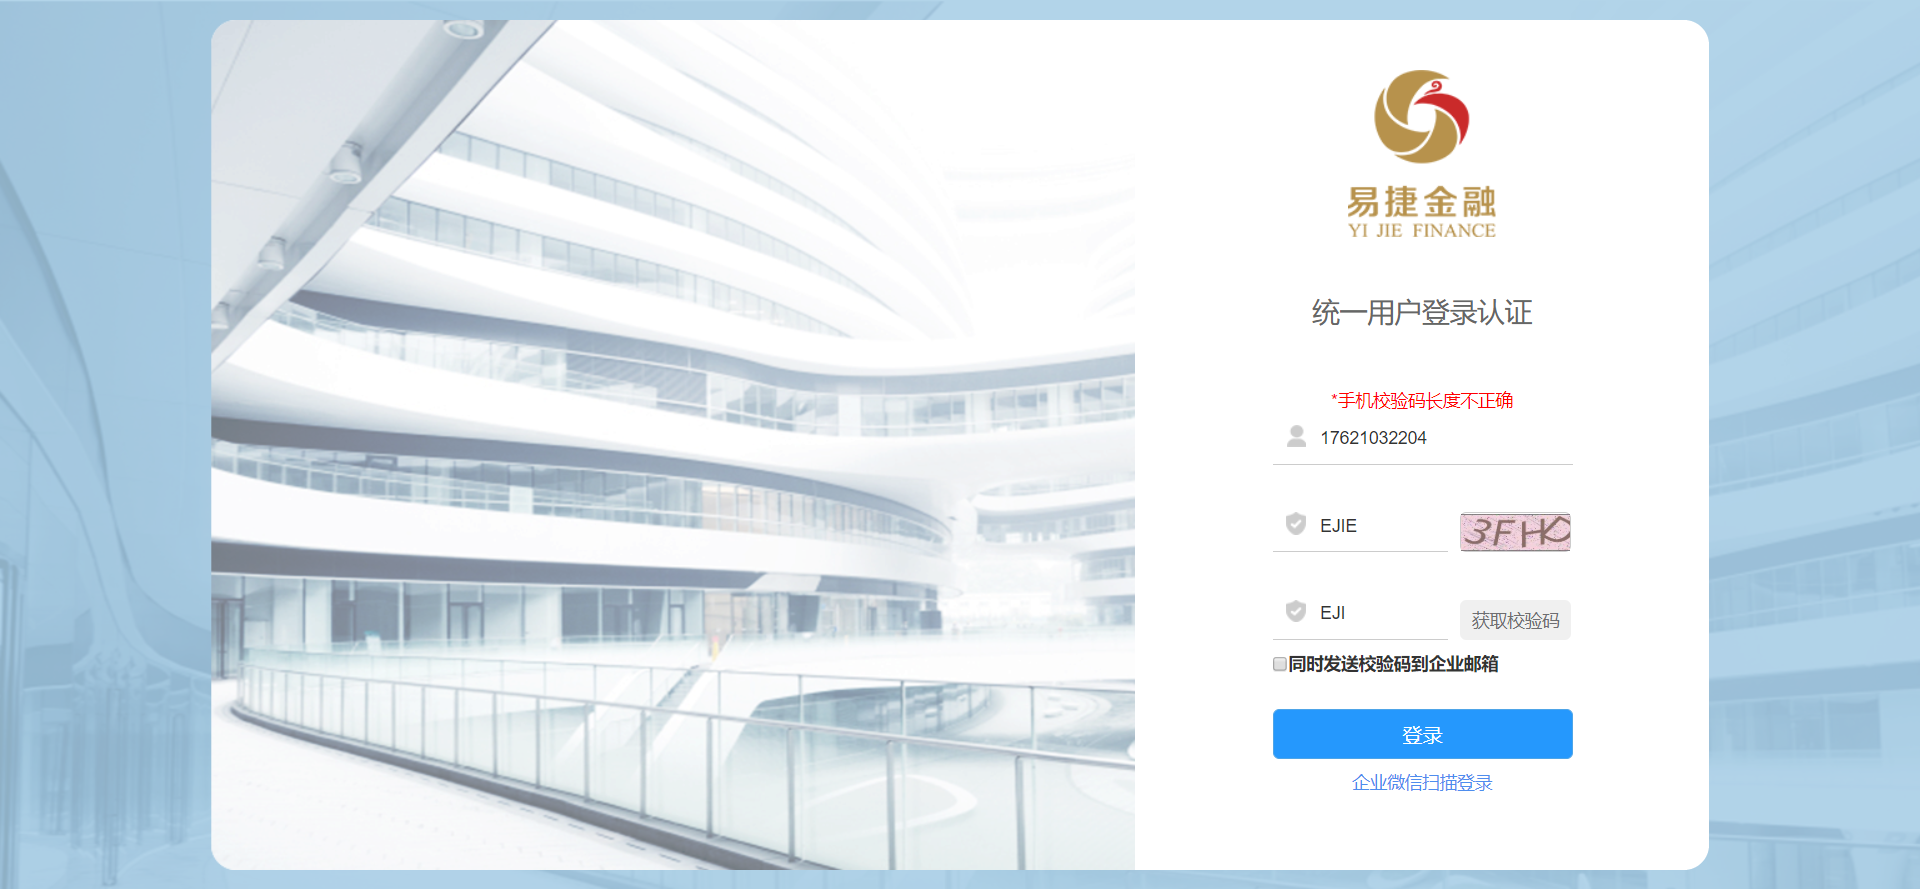 易捷金融
YI JIE FINANCE
统一用户登录认证
*手机校验码长度不正确
17621032204
EJIE
3FHC
EJI
获取校验码
同时发送校验码到企业邮箱
登录
企业微信扫描登录